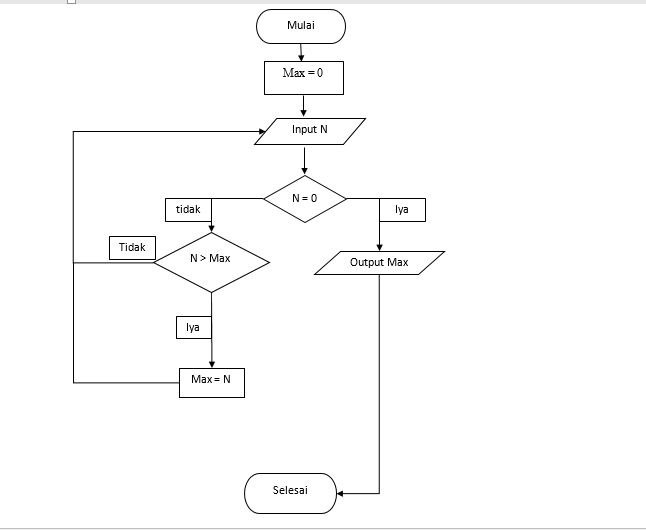 Mulai
Max = 0
Input N
N = 0
tidak
Iya
Tidak
N > Max
Output Max
Iya
Max = N
Selesai